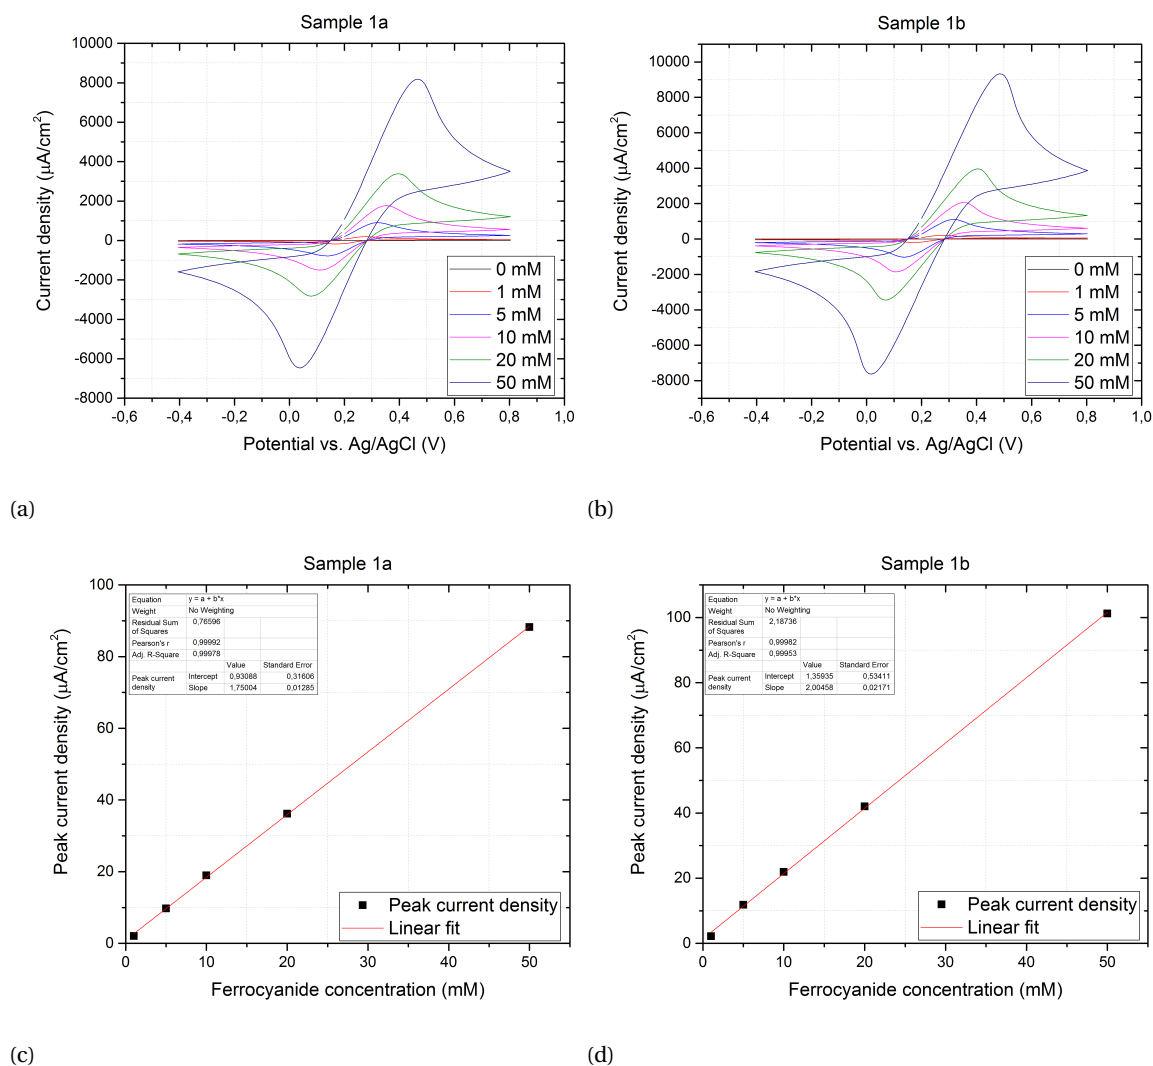 Sample 1a
10000
8000
6000
4000
2000
0
-2000
-4000
-6000
-8000
-0,6 -0,4 -0,2 0,0 0,2 0,4 0,6 0,8 1,0
Current density (µA/cm²)
Potential vs. Ag/AgCl (V)
0 mM
1 mM
5 mM
10 mM
20 mM
50 mM
(a)
Sample 1b
10000
8000
6000
4000
2000
0
-2000
-4000
-6000
-8000
-0,6 -0,4 -0,2 0,0 0,2 0,4 0,6 0,8 1,0
Current density (µA/cm²)
Potential vs. Ag/AgCl (V)
0 mM
1 mM
5 mM
10 mM
20 mM
50 mM
(b)
Sample 1a
100
80
60
40
20
0
0 10 20 30 40 50
Peak current density (µA/cm²)
Ferrocyanide concentration (mM)
Equation y = a + b*x
Weight No Weighting
Residual Sum of Squares 0,76596
Pearson's r 0,99992
Adj. R-Square 0,99978
Value Standard Error
Peak current density Intercept 0,93088 0,31606
Slope 1,75004 0,01285
Peak current density
Linear fit
(c)
Sample 1b
100
80
60
40
20
0
0 10 20 30 40 50
Peak current density (µA/cm²)
Ferrocyanide concentration (mM)
Equation y = a + b*x
Weight No Weighting
Residual Sum of Squares 2,18736
Pearson's r 0,99982
Adj. R-Square 0,99953
Value Standard Error
Peak current density Intercept 1,35935 0,53411
Slope 2,00458 0,02171
Peak current density
Linear fit
(d)